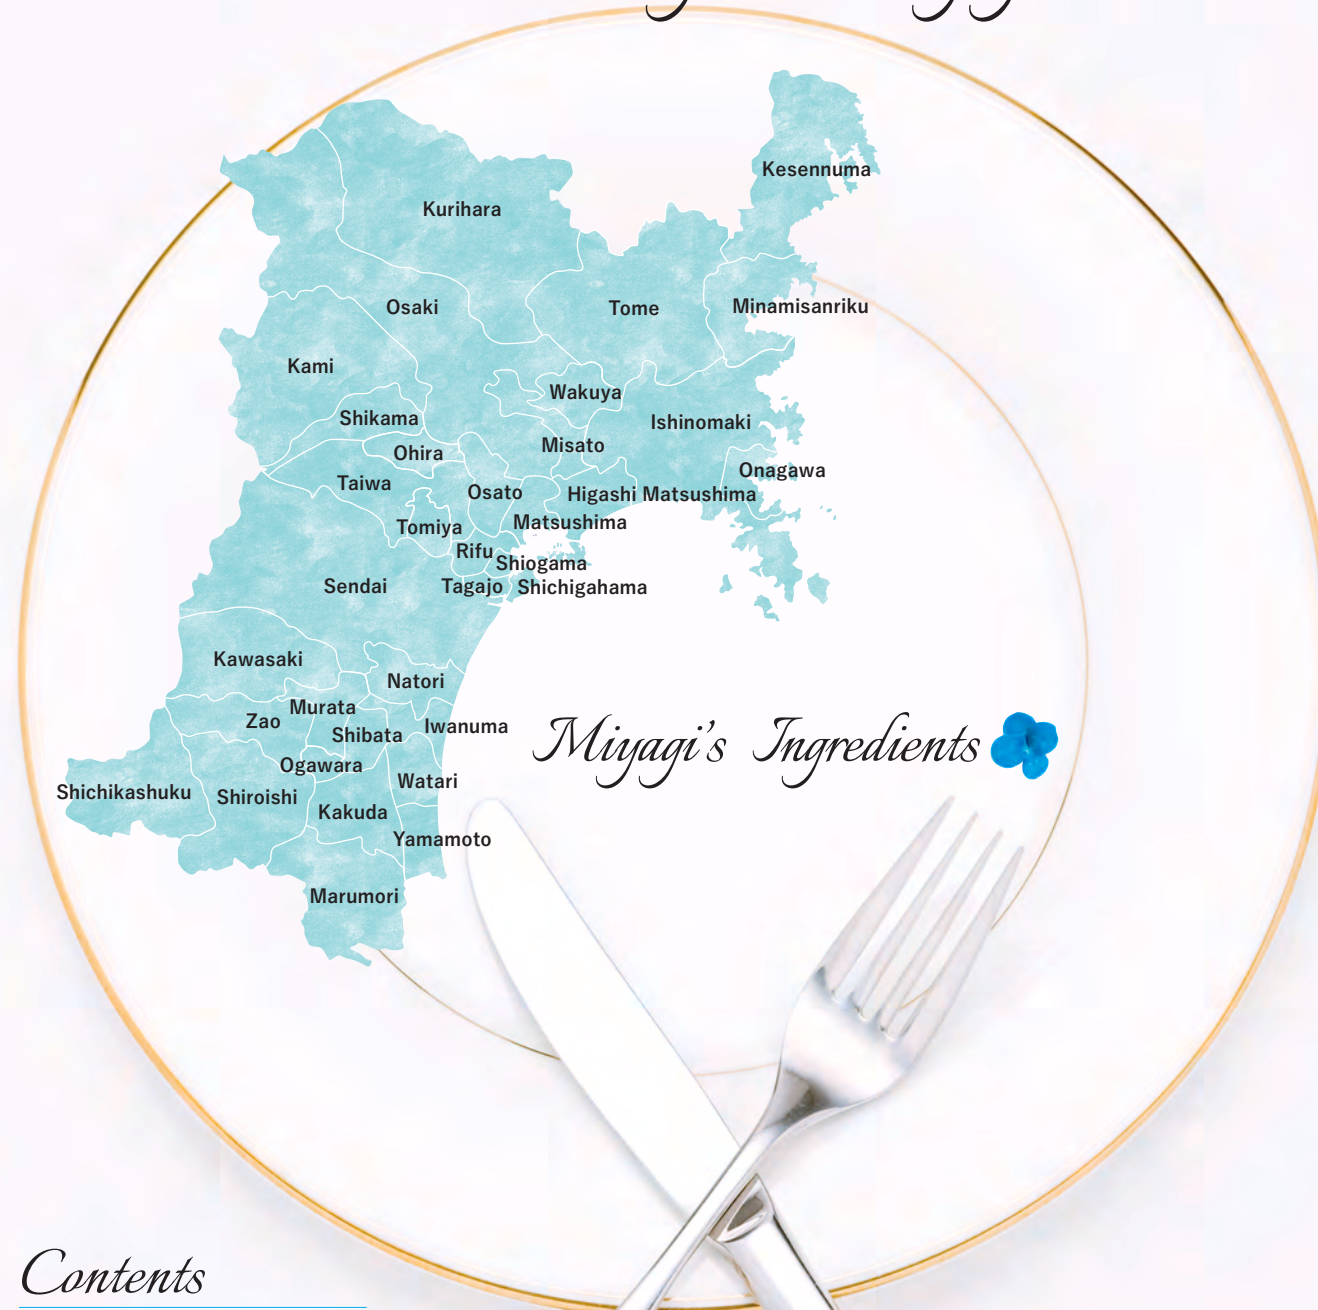 Kesennuma
Kurihara
Osaki
Tome
Minamisanriku
Kami
Wakuya
Shikama
Ishinomaki
Ohira
Misato
Onagawa
Taiwa
Osato
Higashi Matsushima
Tomiya
Matsushima
Rifu
Shiogama
Sendai
Tagajo
Shichigahama
Kawasaki
Natori
Murata
Zao
Shibata
Iwanuma
Miyagi's Ingredients
Ogawara
Watari
Shichikashuku
Shiroishi
Kakuda
Yamamoto
Marumori
Contents